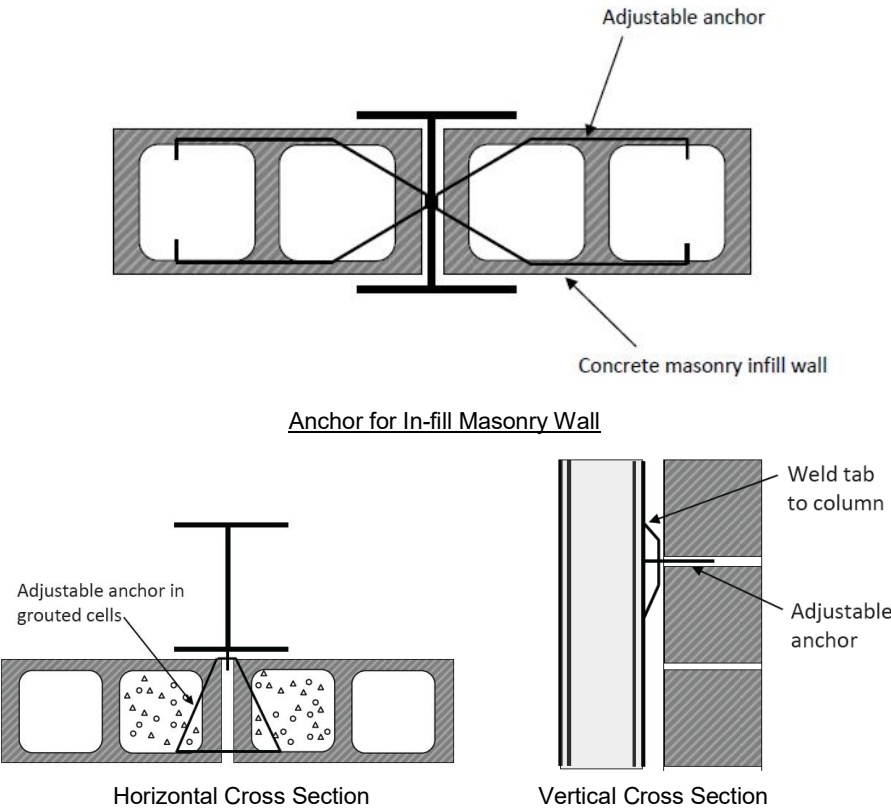 Adjustable anchor
Concrete masonry infill wall
Anchor for In-fill Masonry Wall
Adjustable anchor in
grouted cells
Weld tab
to column
Adjustable
anchor
Horizontal Cross Section
Vertical Cross Section